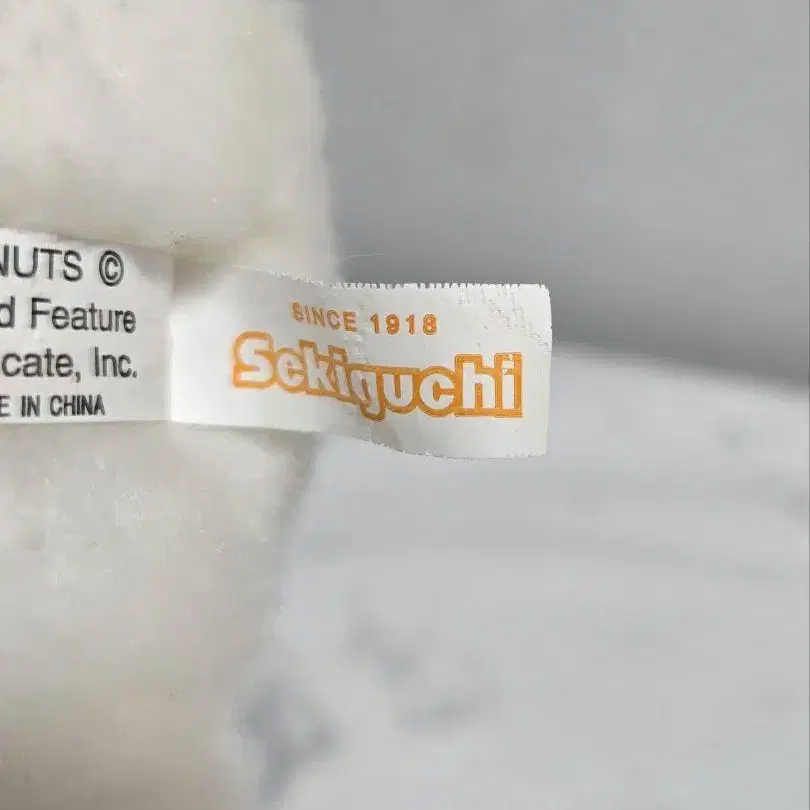 NUTS ©
d Feature
cate, Inc.
E IN CHINA
SINCE 1918
Sekiguchi